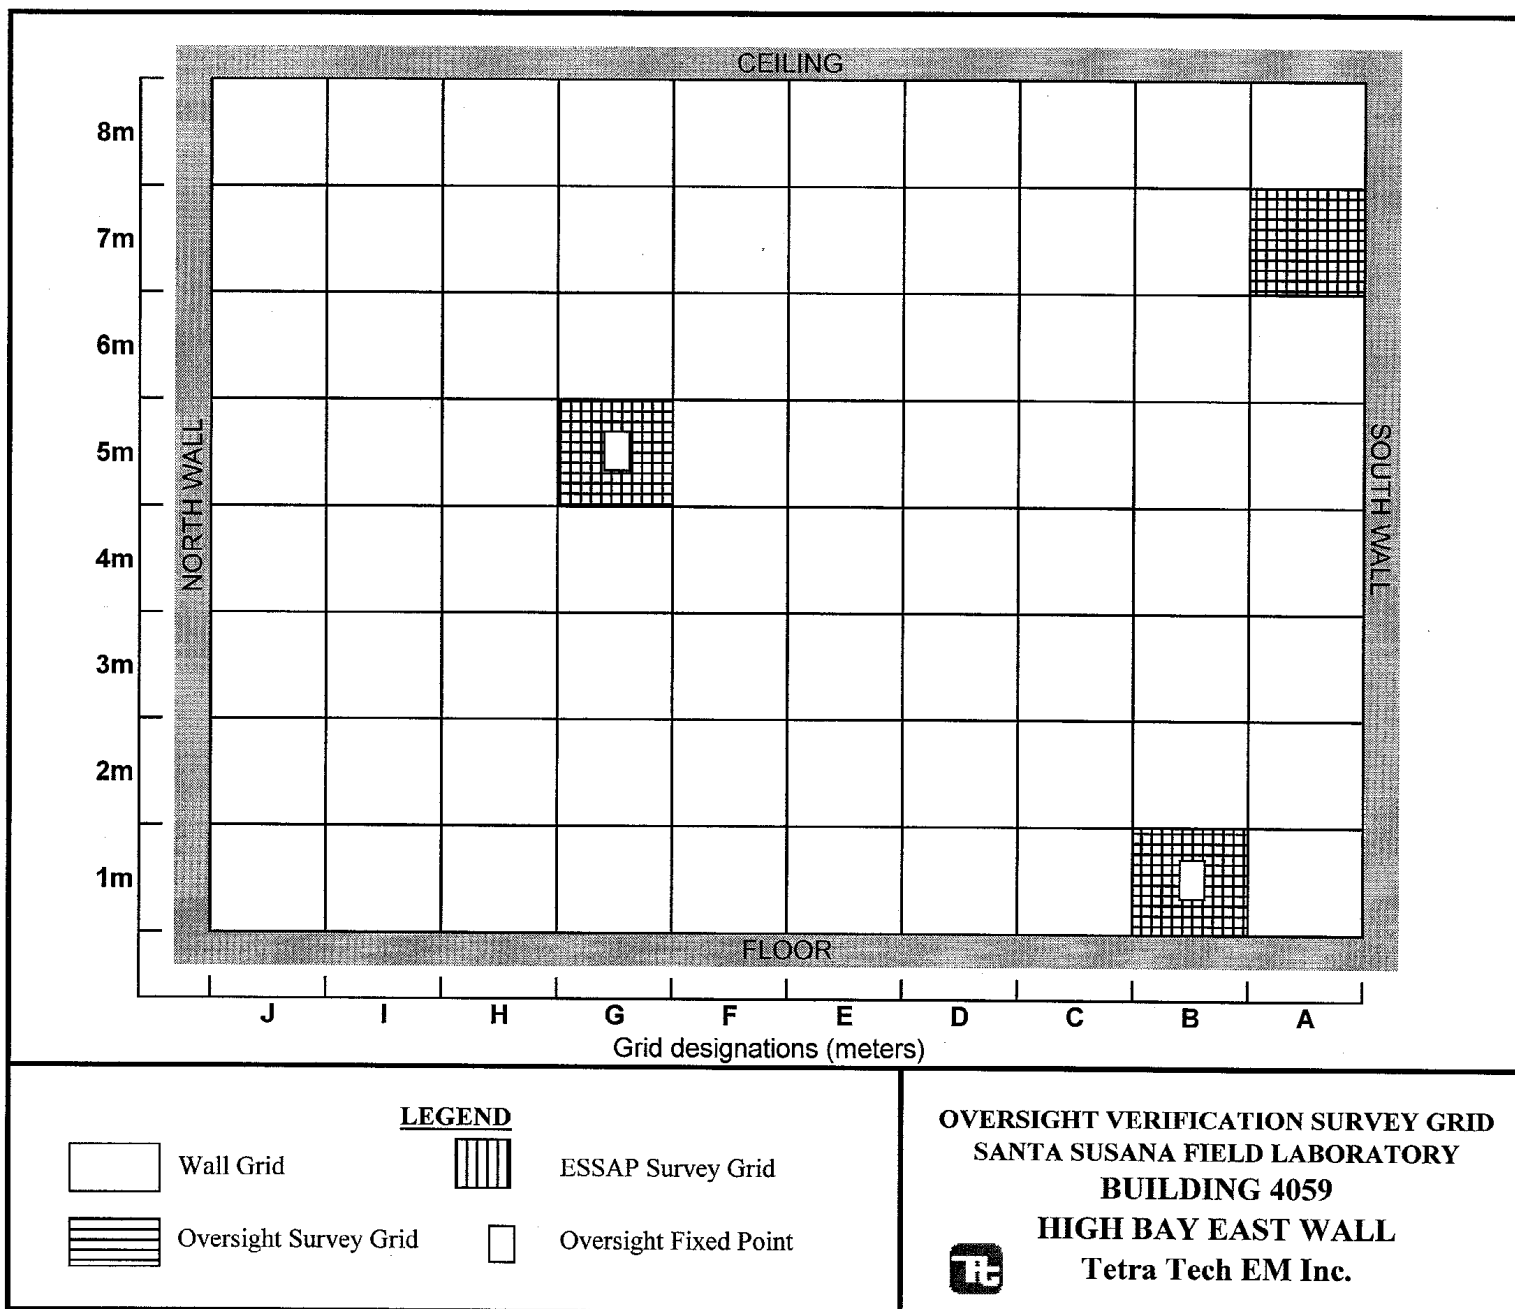 CEILING
8m
7m
6m
5m
4m
3m
2m
1m
NORTH WALL
SOUTH WALL
FLOOR
J I H G F E D C B A
Grid designations (meters)
LEGEND
Wall Grid
ESSAP Survey Grid
Oversight Survey Grid
Oversight Fixed Point
OVERSIGHT VERIFICATION SURVEY GRID
SANTA SUSANA FIELD LABORATORY
BUILDING 4059
HIGH BAY EAST WALL
Tt
Tetra Tech EM Inc.